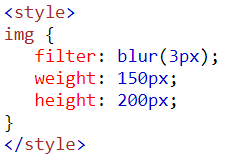 <style>
img {
filter: blur(3px);
weight: 150px;
height: 200px;
}
</style>